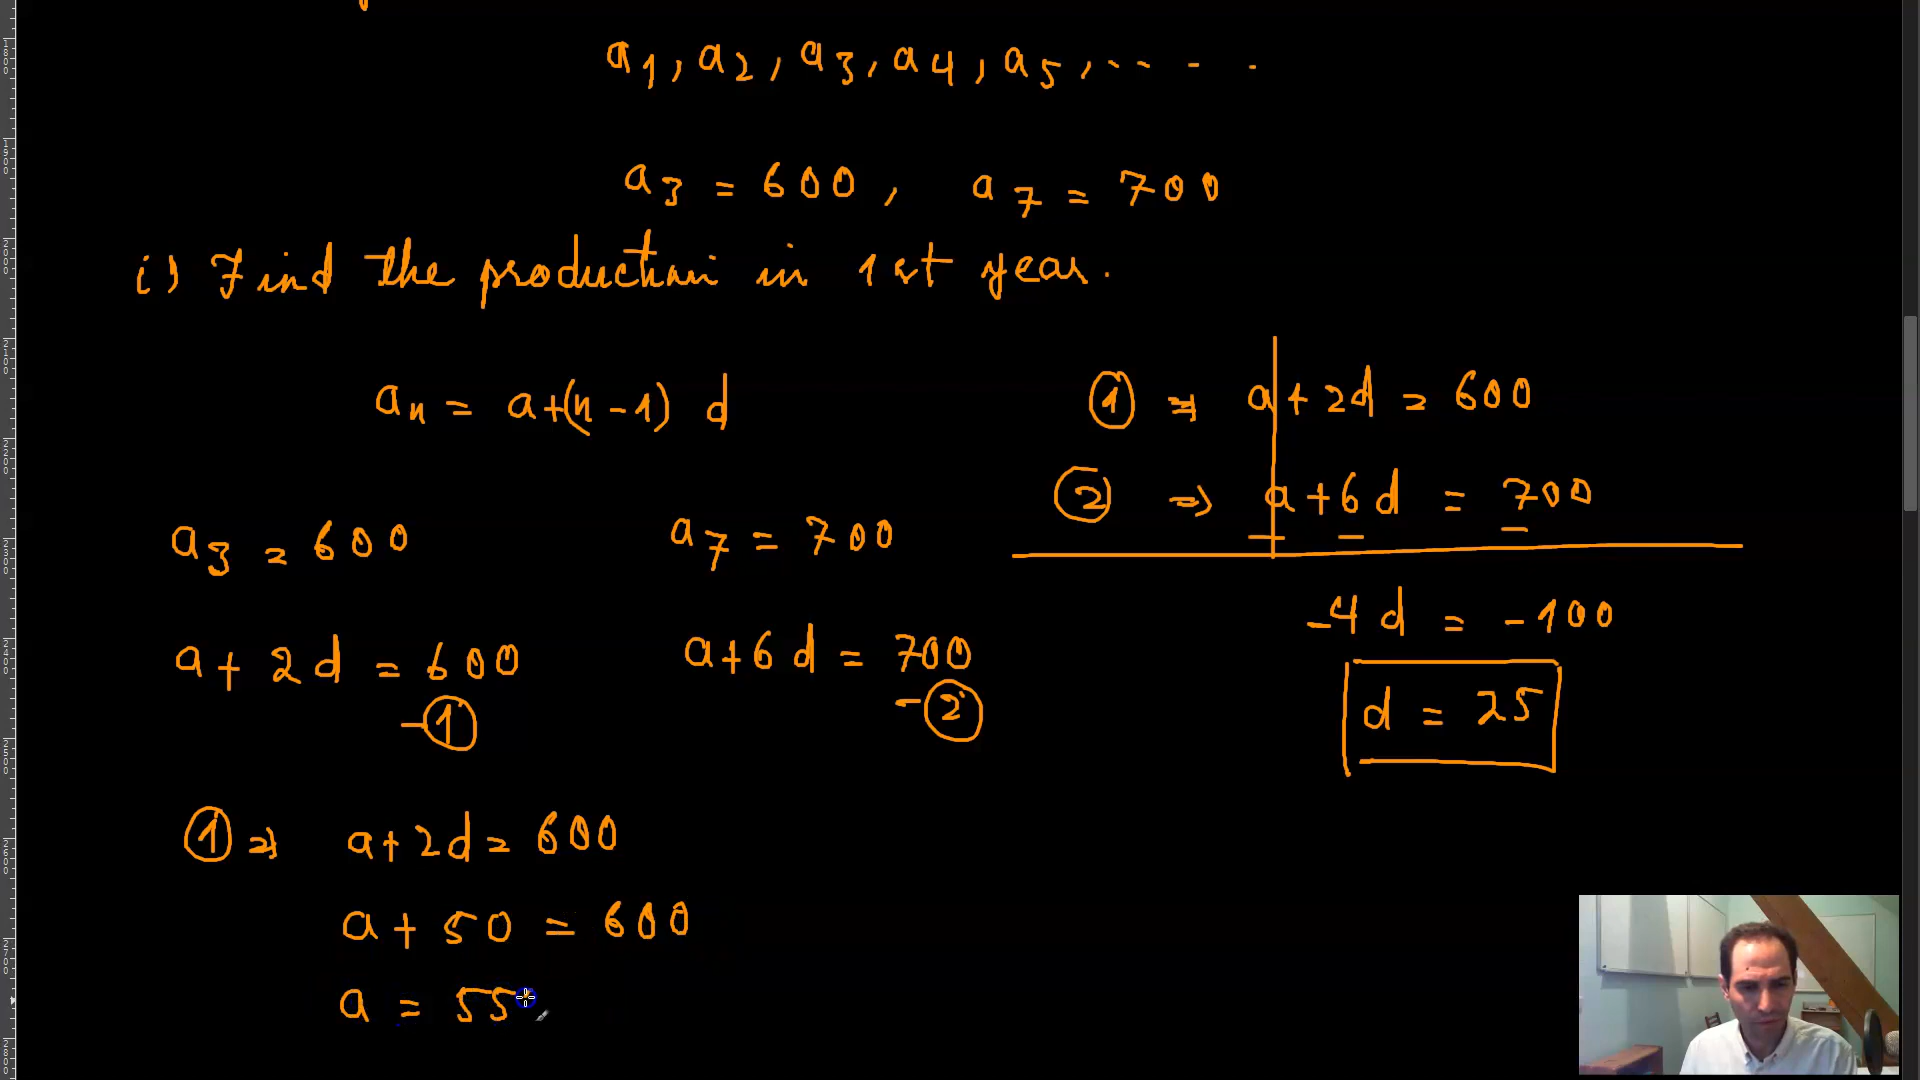 a1, a2, a3, a4, a5, .....
a3 = 600, a7 = 700
i) Find the production in 1st year.
an = a+(n-1) d
a3 = 600
a7 = 700
a + 2d = 600
-①
a+6d = 700
-②
① ⇒ a+2d = 600
② ⇒ a+6d = 700
-4d = -100
d = 25
① ⇒ a+2d = 600
a + 50 = 600
a = 55